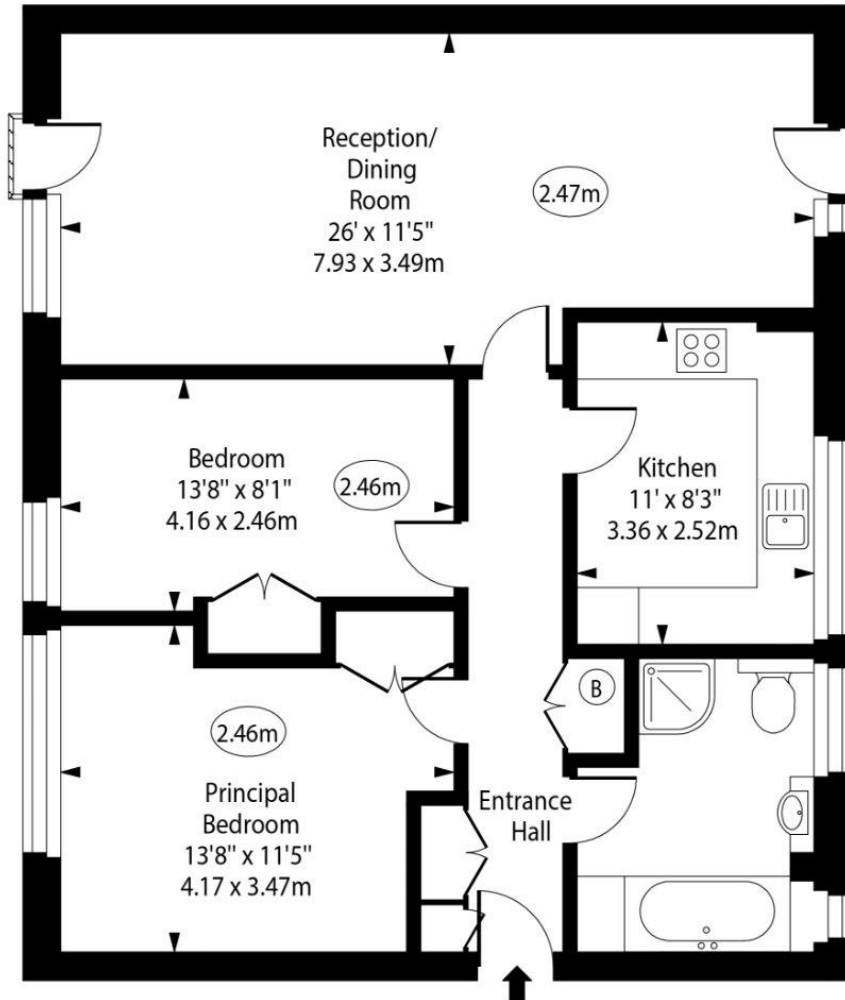 Reception/
Dining
Room
26' x 11'5"
7.93 x 3.49m
2.47m
Bedroom
13'8" x 8'1"
4.16 x 2.46m
2.46m
Kitchen
11' x 8'3"
3.36 x 2.52m
B
2.46m
Principal
Bedroom
13'8" x 11'5"
4.17 x 3.47m
Entrance
Hall